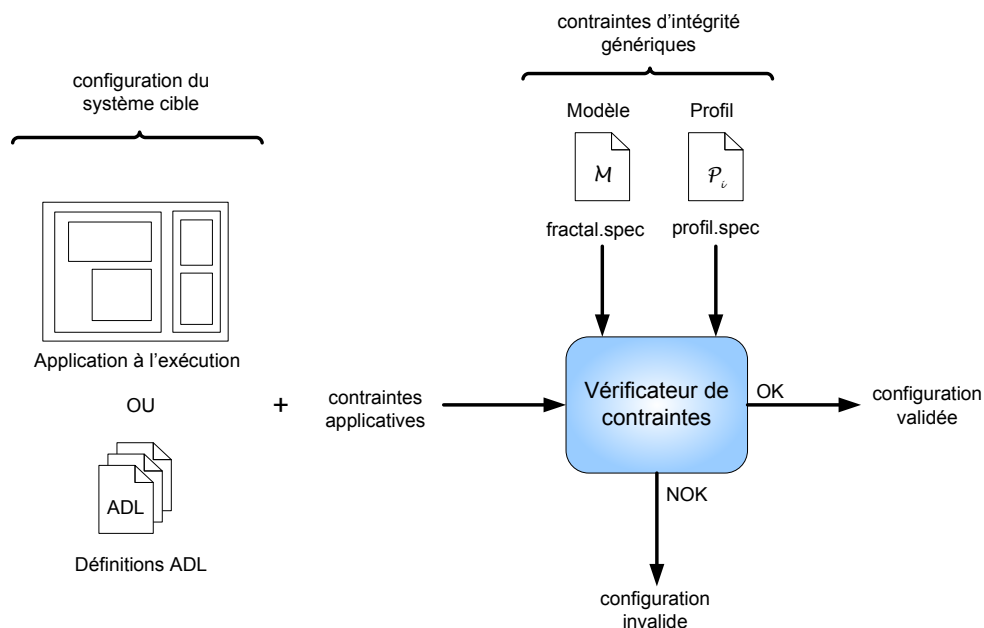 contraintes d'intégrité
génériques
configuration du
système cible
Modèle
Profil
M
P i
fractal.spec
profil.spec
Application à l'exécution
OU
+
contraintes
applicatives
Vérificateur de
contraintes
OK
configuration
validée
ADL
NOK
Définitions ADL
configuration
invalide